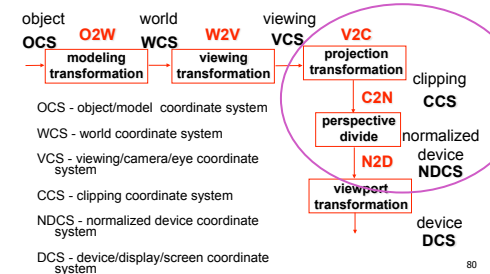 object
O2W
world
W2V
viewing
V2C
OCS
WCS
VCS
modeling
transformation
viewing
transformation
projection
transformation
clipping
CCS
C2N
perspective
divide
normalized
device
NDCS
N2D
viewport
transformation
device
DCS
OCS - object/model coordinate system
WCS - world coordinate system
VCS - viewing/camera/eye coordinate
system
CCS - clipping coordinate system
NDCS - normalized device coordinate
system
DCS - device/display/screen coordinate
system
80